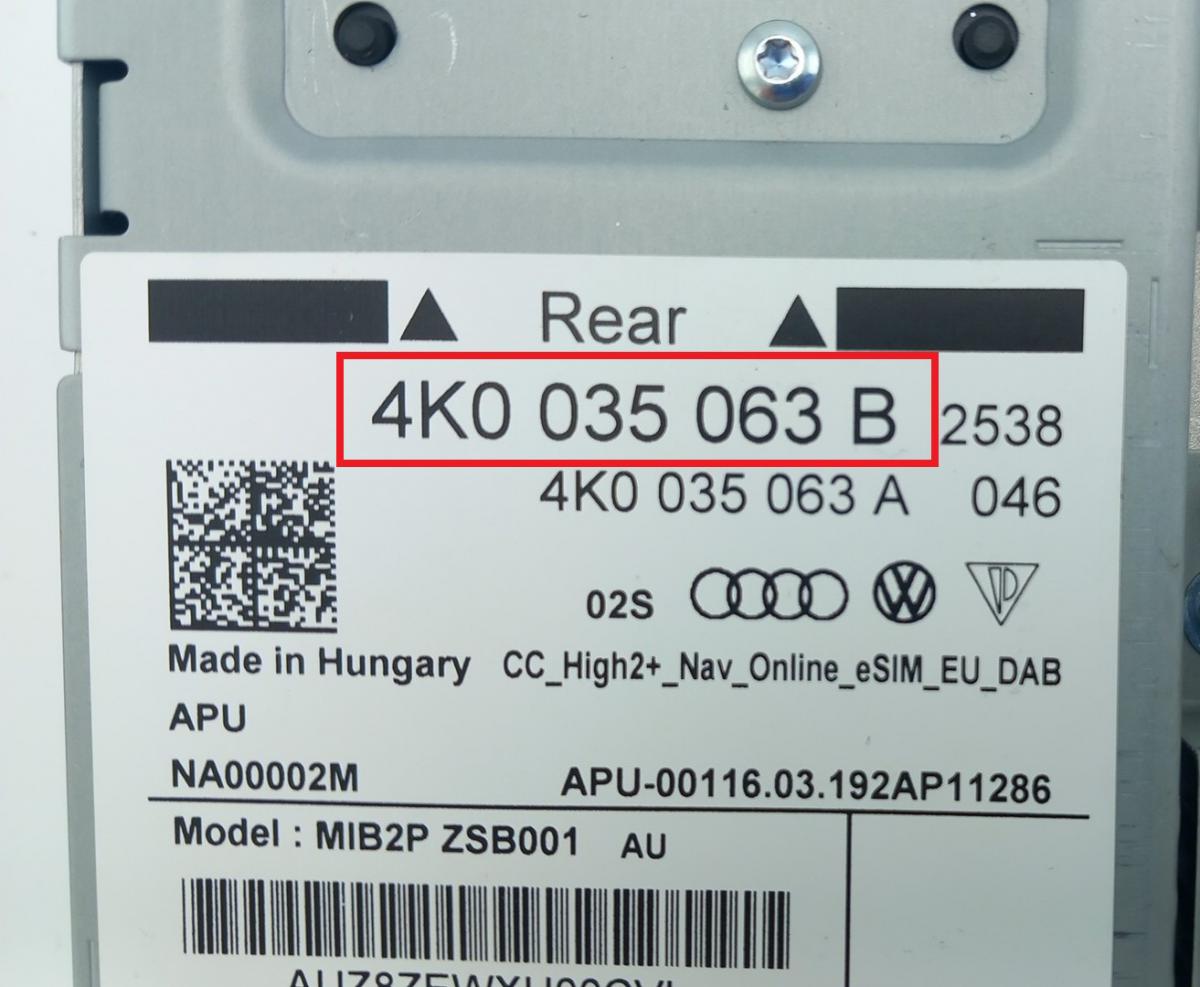 Rear
4K0 035 063 B 2538
4K0 035 063 A 046
02S
Made in Hungary CC_High2+_Nav_Online_eSIM_EU_DAB
APU
NA00002M APU-00116.03.192AP11286
Model : MIB2P ZSB001 AU